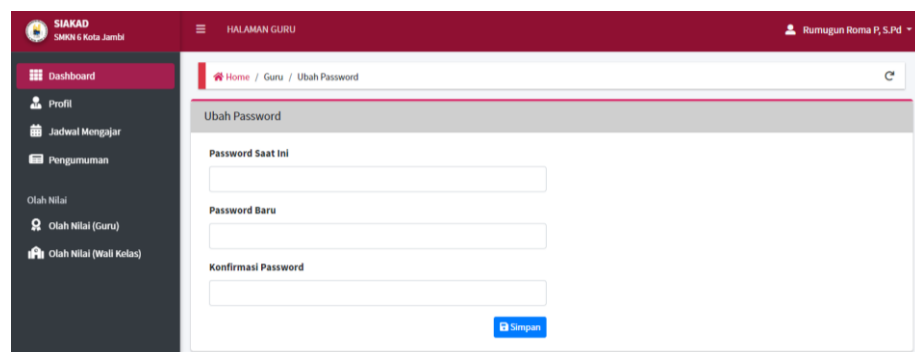 SIAKAD
SMKN 6 Kota Jambi
HALAMAN GURU
Rumugun Roma P, S.Pd
Dashboard
Profil
Jadwal Mengajar
Pengumuman
Olah Nilai
Olah Nilai (Guru)
Olah Nilai (Wali Kelas)
Home / Guru / Ubah Password
Ubah Password
Password Saat Ini
Password Baru
Konfirmasi Password
Simpan